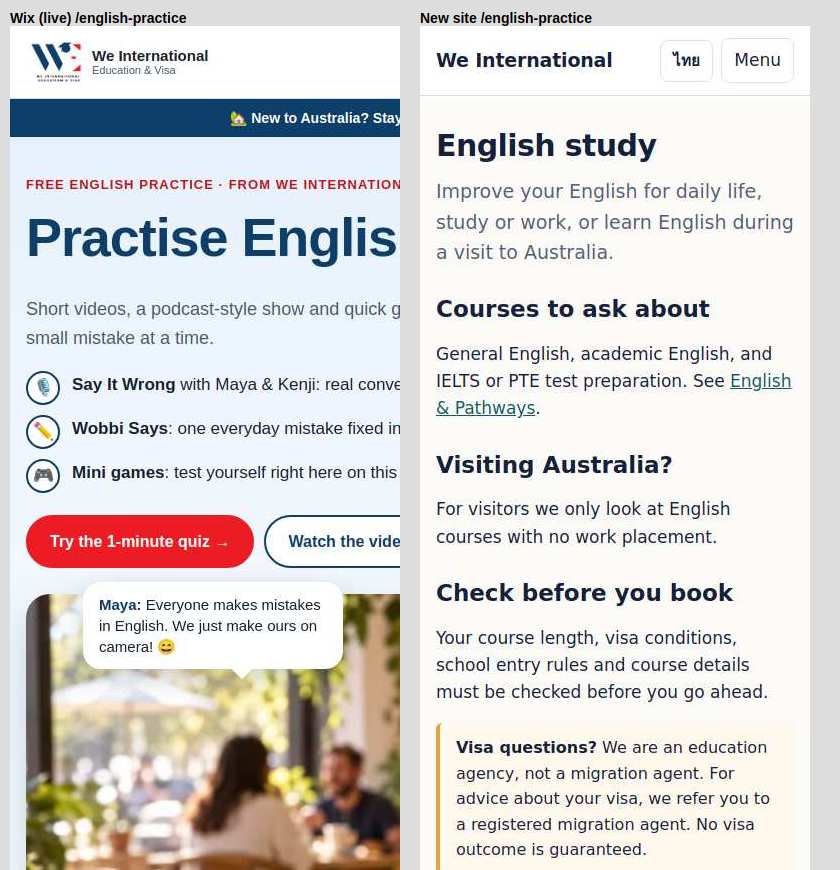 Wix (live) /english-practice
We International
Education & Visa
WE INTERNATIONAL
EDUCATION & VISA
🏡 New to Australia? Stay
FREE ENGLISH PRACTICE · FROM WE INTERNATION
Practise Englis
Short videos, a podcast-style show and quick g
small mistake at a time.
Say It Wrong with Maya & Kenji: real conve
Wobbi Says: one everyday mistake fixed in
Mini games: test yourself right here on this
Try the 1-minute quiz →
Watch the vide
Maya: Everyone makes mistakes
in English. We just make ours on
camera! 😄
New site /english-practice
We International
ไทย
Menu
English study
Improve your English for daily life,
study or work, or learn English during
a visit to Australia.
Courses to ask about
General English, academic English, and
IELTS or PTE test preparation. See English
& Pathways.
Visiting Australia?
For visitors we only look at English
courses with no work placement.
Check before you book
Your course length, visa conditions,
school entry rules and course details
must be checked before you go ahead.
Visa questions? We are an education
agency, not a migration agent. For
advice about your visa, we refer you to
a registered migration agent. No visa
outcome is guaranteed.